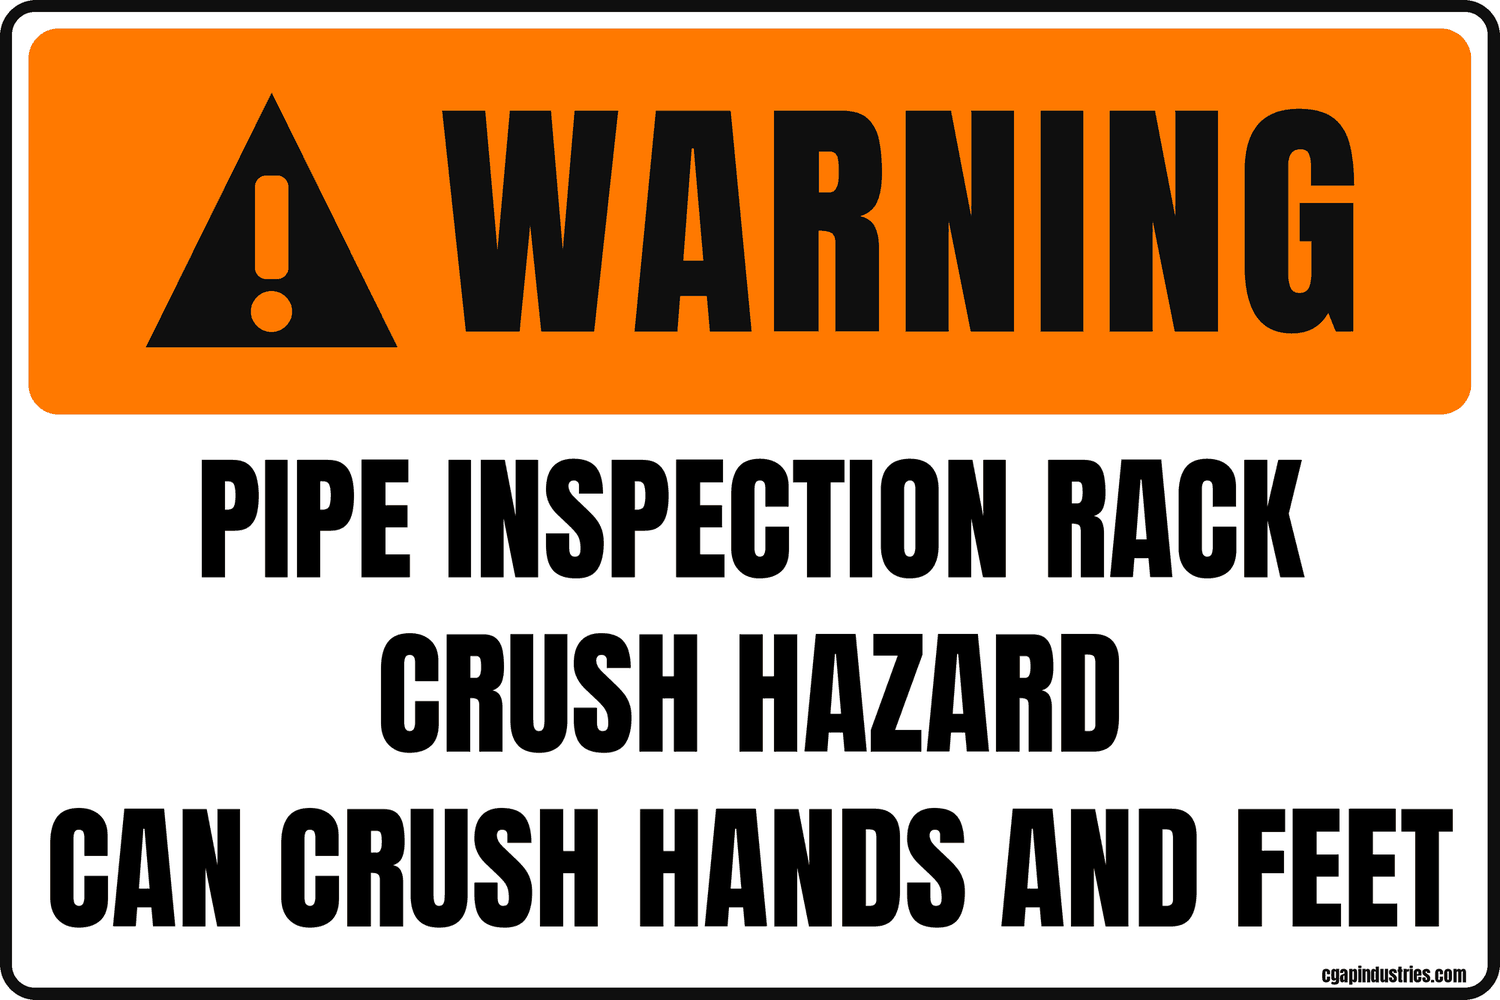 WARNING
PIPE INSPECTION RACK
CRUSH HAZARD
CAN CRUSH HANDS AND FEET
cgapindustries.com